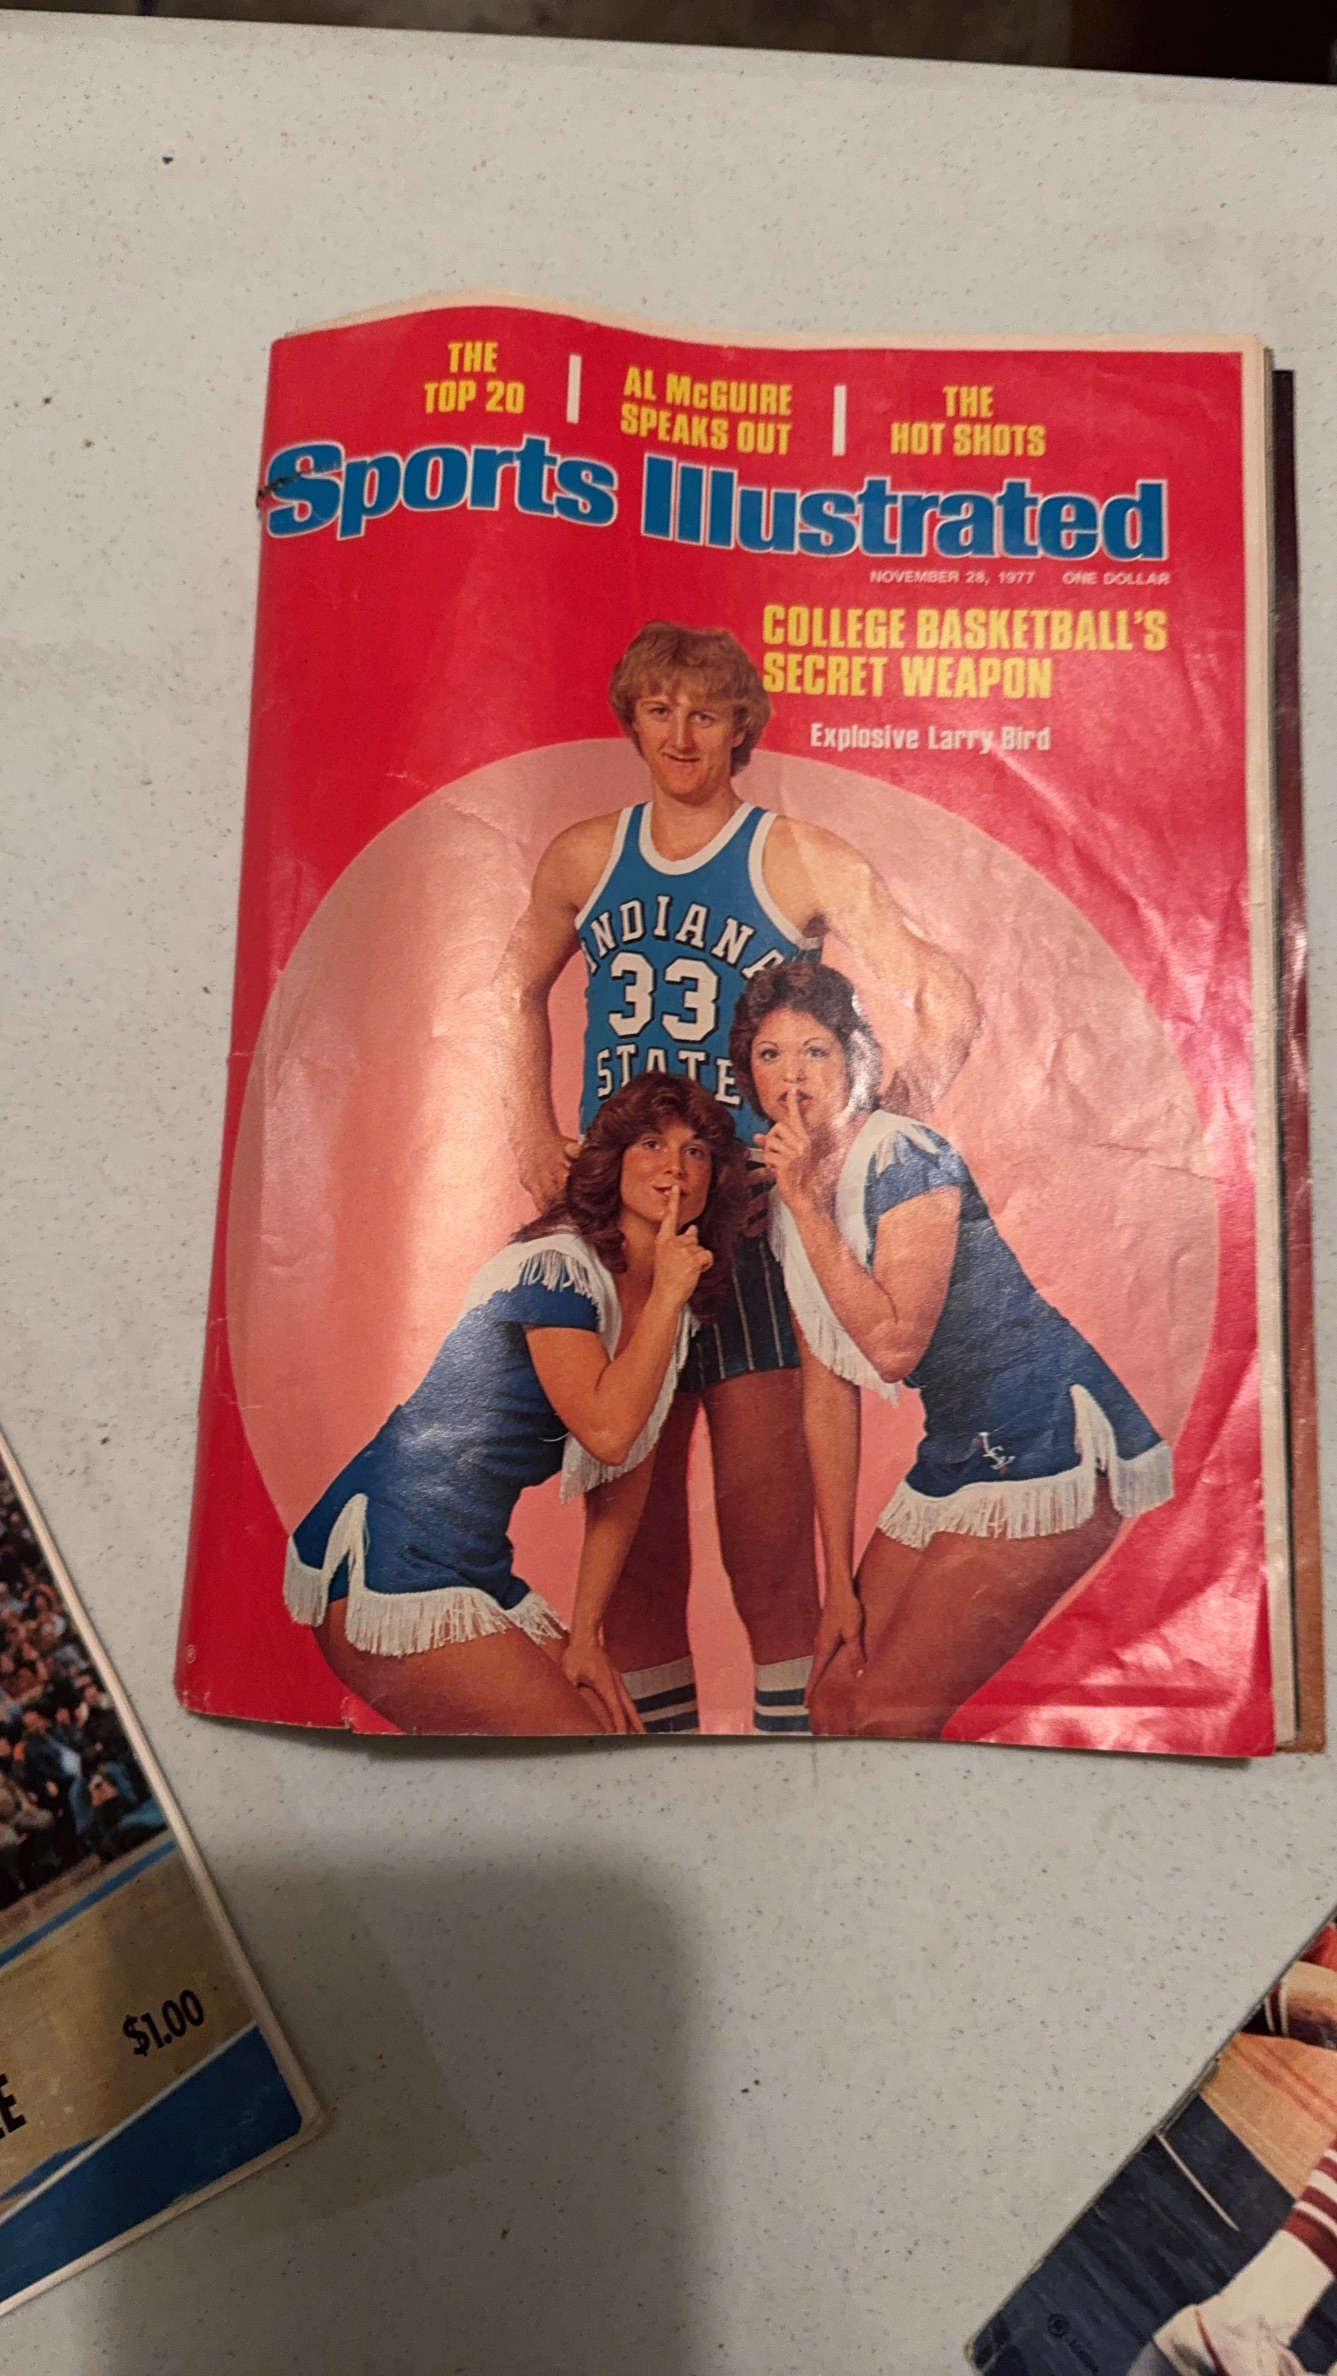 THE
TOP 20
AL McGUIRE
SPEAKS OUT
THE
HOT SHOTS
Sports Illustrated
NOVEMBER 28, 1977 ONE DOLLAR
COLLEGE BASKETBALL'S
SECRET WEAPON
Explosive Larry Bird
INDIANA
33
STATE
$1.00